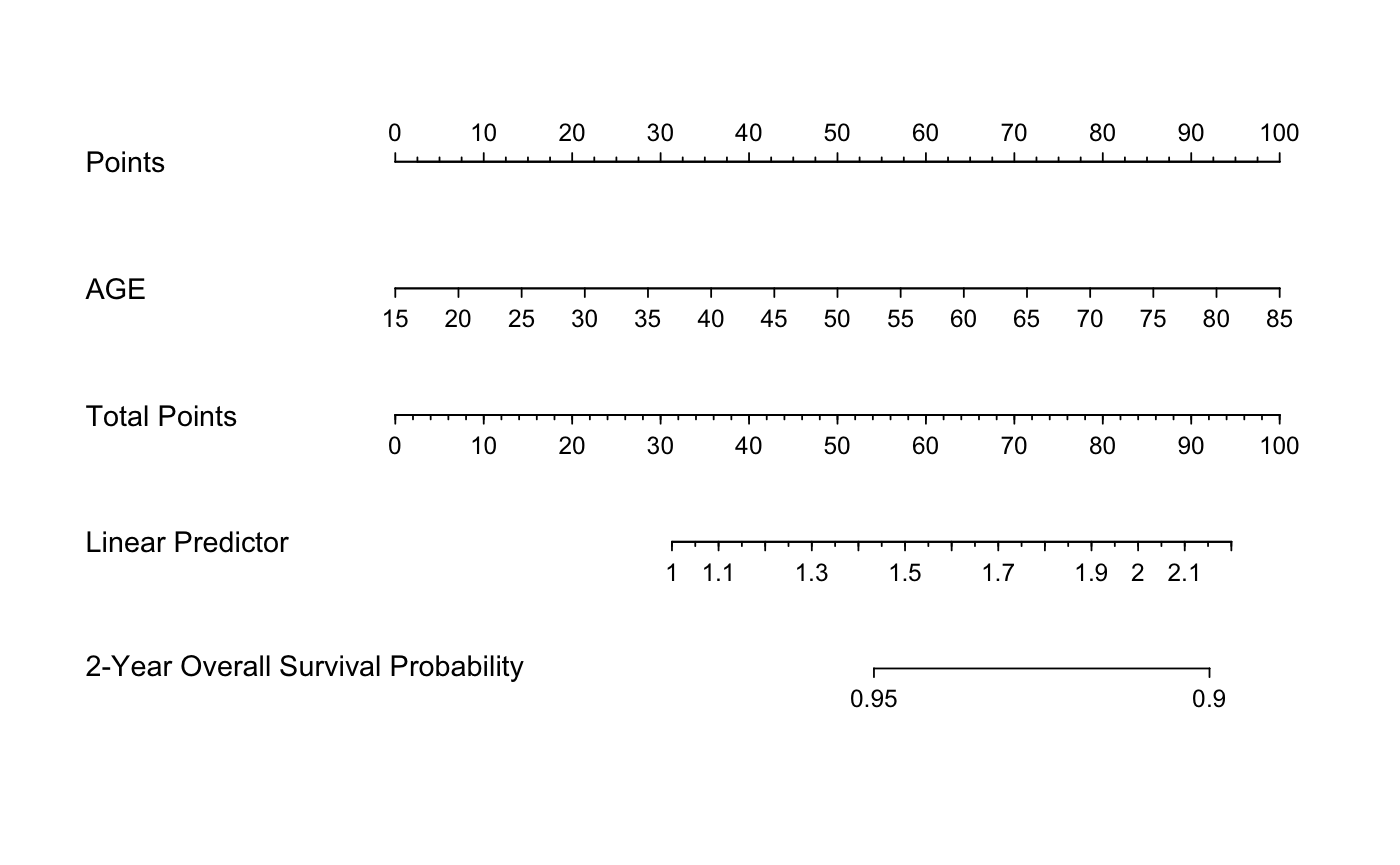 0 10 20 30 40 50 60 70 80 90 100
Points
AGE
15 20 25 30 35 40 45 50 55 60 65 70 75 80 85
Total Points
0 10 20 30 40 50 60 70 80 90 100
Linear Predictor
1 1.1 1.3 1.5 1.7 1.9 2 2.1
2-Year Overall Survival Probability
0.95 0.9